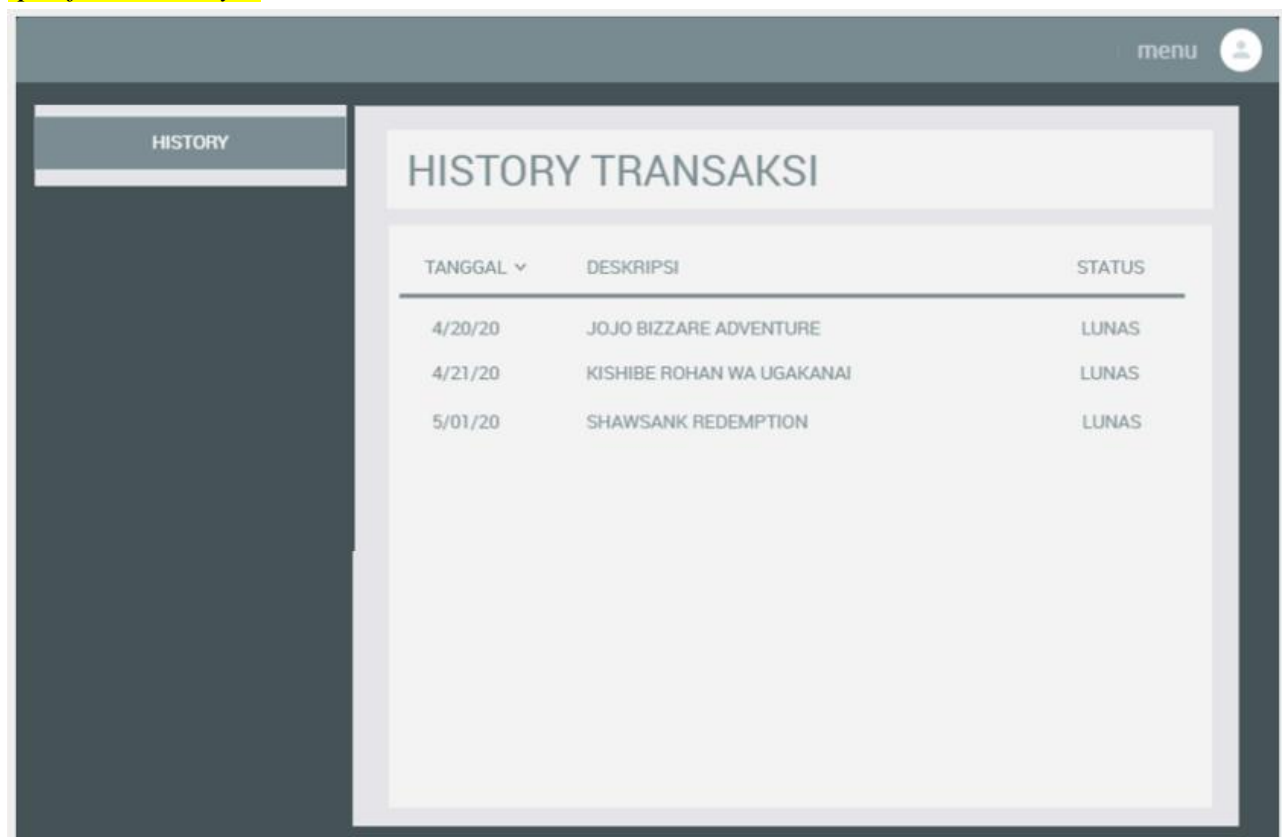 menu
HISTORY
HISTORY TRANSAKSI
TANGGAL DESKRIPSI STATUS
4/20/20 JOJO BIZZARE ADVENTURE LUNAS
4/21/20 KISHIBE ROHAN WA UGAKANAI LUNAS
5/01/20 SHAWSANK REDEMPTION LUNAS